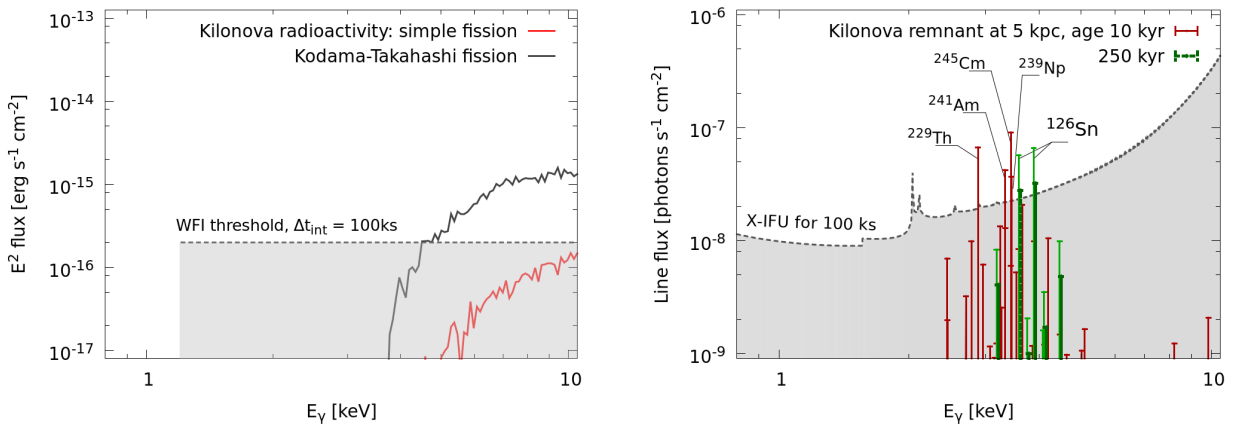 10⁻¹³
10⁻¹⁴
10⁻¹⁵
10⁻¹⁶
10⁻¹⁷
E² flux [erg s⁻¹ cm⁻²]
Kilonova radioactivity: simple fission
Kodama-Takahashi fission
WFI threshold, Δt_int = 100ks
1
10
E_γ [keV]
10⁻⁶
10⁻⁷
10⁻⁸
10⁻⁹
Line flux [photons s⁻¹ cm⁻²]
Kilonova remnant at 5 kpc, age 10 kyr
250 kyr
²⁴⁵Cm
²³⁹Np
²⁴¹Am
¹²⁶Sn
²²⁹Th
X-IFU for 100 ks
1
10
E_γ [keV]